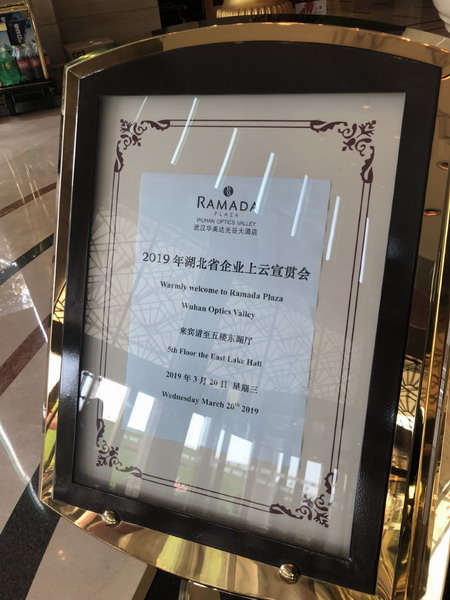 RAMADA
PLAZA
WUHAN OPTICS VALLEY
武汉华美达光谷大酒店
2019年湖北省企业上云宣贯会
Warmly welcome to Ramada Plaza
Wuhan Optics Valley
来宾请至五楼东阁厅
5th Floor the East Lake Hall
2019年3月20日 星期三
Wednesday March 20th 2019